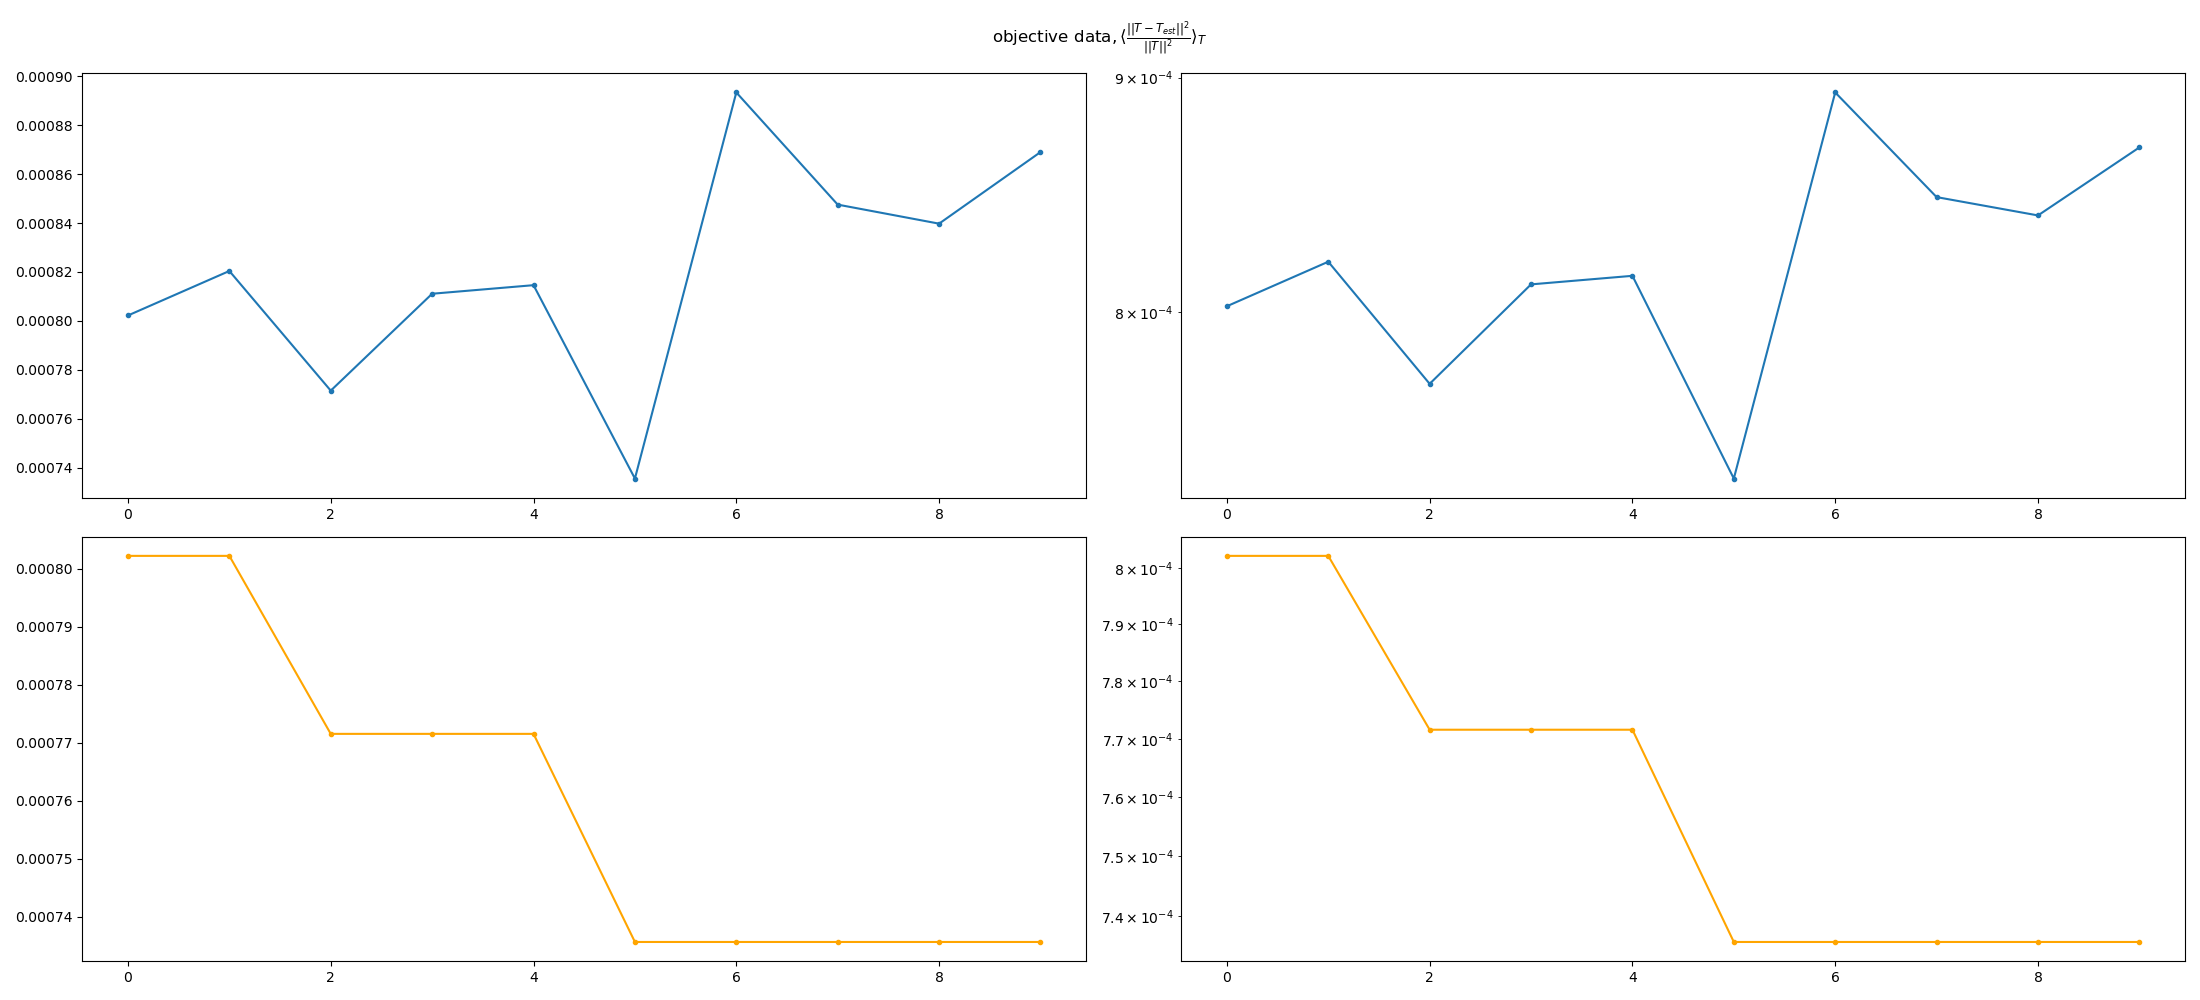 objective data, ⟨||T − T_est||² / ||T||²⟩_T
0.00090
0.00088
0.00086
0.00084
0.00082
0.00080
0.00078
0.00076
0.00074
0 2 4 6 8
9 × 10⁻⁴
8 × 10⁻⁴
0 2 4 6 8
0.00080
0.00079
0.00078
0.00077
0.00076
0.00075
0.00074
0 2 4 6 8
8 × 10⁻⁴
7.9 × 10⁻⁴
7.8 × 10⁻⁴
7.7 × 10⁻⁴
7.6 × 10⁻⁴
7.5 × 10⁻⁴
7.4 × 10⁻⁴
0 2 4 6 8